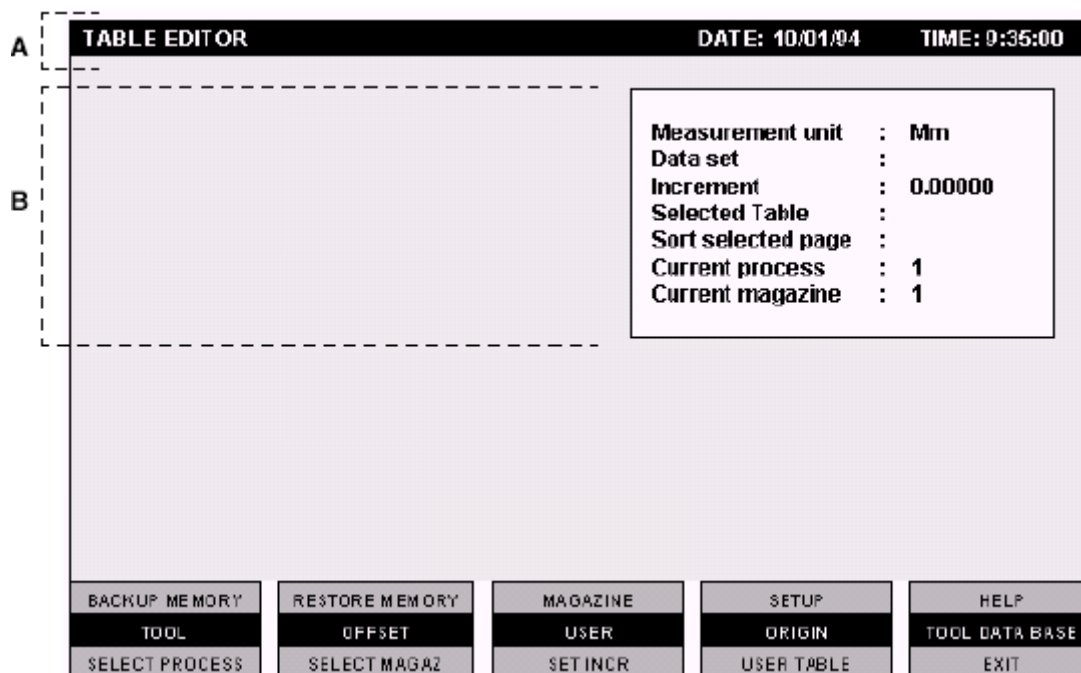 A
TABLE EDITOR DATE: 10/01/94 TIME: 9:35:00
B
Measurement unit : Mm
Data set :
Increment : 0.00000
Selected Table :
Sort selected page :
Current process : 1
Current magazine : 1
BACKUP MEMORY RESTORE MEMORY MAGAZINE SETUP HELP
TOOL OFFSET USER ORIGIN TOOL DATA BASE
SELECT PROCESS SELECT MAGAZ SET INCR USER TABLE EXIT